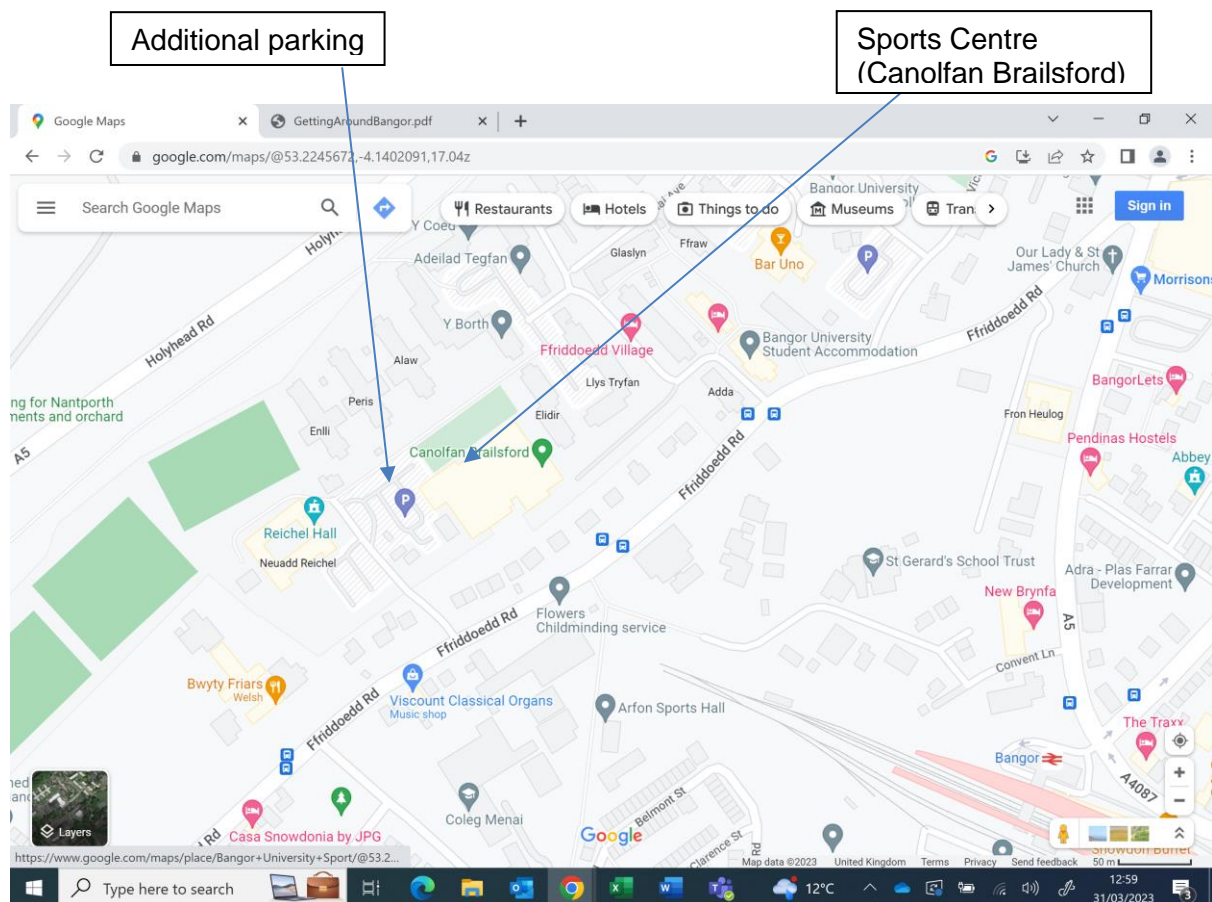 Additional parking
Sports Centre
(Canolfan Brailsford)
Google Maps
GettingAroundBangor.pdf
google.com/maps/@53.2245672,-4.1402091,17.04z
Search Google Maps
Restaurants
Hotels
Things to do
Museums
Bangor University
Sign in
Y Coed
Adeilad Tegfan
Glaslyn
Ffraw
Bar Uno
Our Lady & St
James' Church
Morrisons
Holyhead Rd
Y Borth
Ffriddoedd Village
Bangor University
Student Accommodation
Ffriddoedd Rd
Ffriddoedd Rd
Alaw
Llys Tryfan
Adda
BangorLets
Peris
Elidir
Enlli
Fron Heulog
Canolfan Brailsford
Pendinas Hostels
Abbey
A5
Ffriddoedd Rd
Reichel Hall
Neuadd Reichel
St Gerard's School Trust
Adra - Plas Farrar
Development
New Brynfa
A5
Flowers
Childminding service
Ffriddoedd Rd
Convent Ln
Bwyty Friars
Welsh
Viscount Classical Organs
Music shop
Arfon Sports Hall
Ffriddoedd Rd
The Traxx
Bangor
A4087
Layers
Coleg Menai
Belmont St
Casa Snowdonia by JPG
Google
Clarence St
Rd
Map data ©2023
United Kingdom
Terms
Privacy
Send feedback
50 m
https://www.google.com/maps/place/Bangor+University+Sport/@53.2...
Type here to search
12°C
12:59
31/03/2023